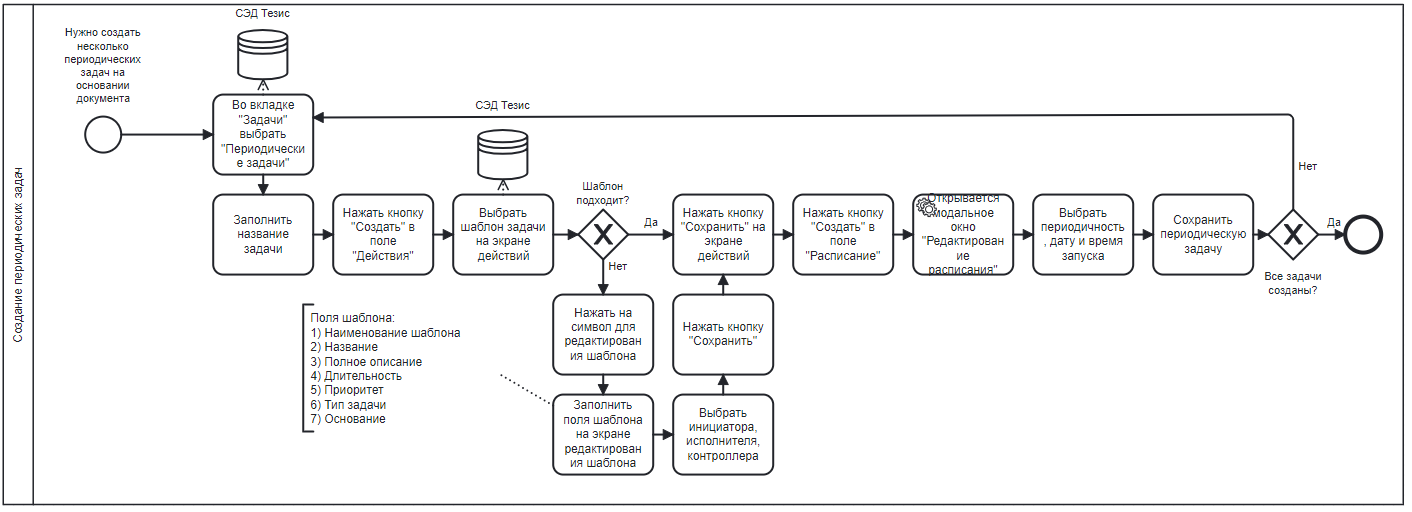 Создание периодических задач
Нужно создать
несколько
периодических
задач на
основании
документа
СЭД Тезис
Во вкладке
"Задачи"
выбрать
"Периодически
е задачи"
Заполнить
название
задачи
Нажать кнопку
"Создать" в
поле
"Действия"
СЭД Тезис
Выбрать
шаблон задачи
на экране
действий
Шаблон
подходит?
Да
Нет
Нажать кнопку
"Сохранить" на
экране
действий
Нажать кнопку
"Создать" в
поле
"Расписание"
Открывается
модальное
окно
"Редактирован
ие
расписания"
Выбрать
периодичность
, дату и время
запуска
Сохранить
периодическую
задачу
Все задачи
созданы?
Нет
Да
Нажать на
символ для
редактирован
ия шаблона
Заполнить
поля шаблона
на экране
редактирован
ия шаблона
Выбрать
инициатора,
исполнителя,
контроллера
Нажать кнопку
"Сохранить"
Поля шаблона:
1) Наименование шаблона
2) Название
3) Полное описание
4) Длительность
5) Приоритет
6) Тип задачи
7) Основание